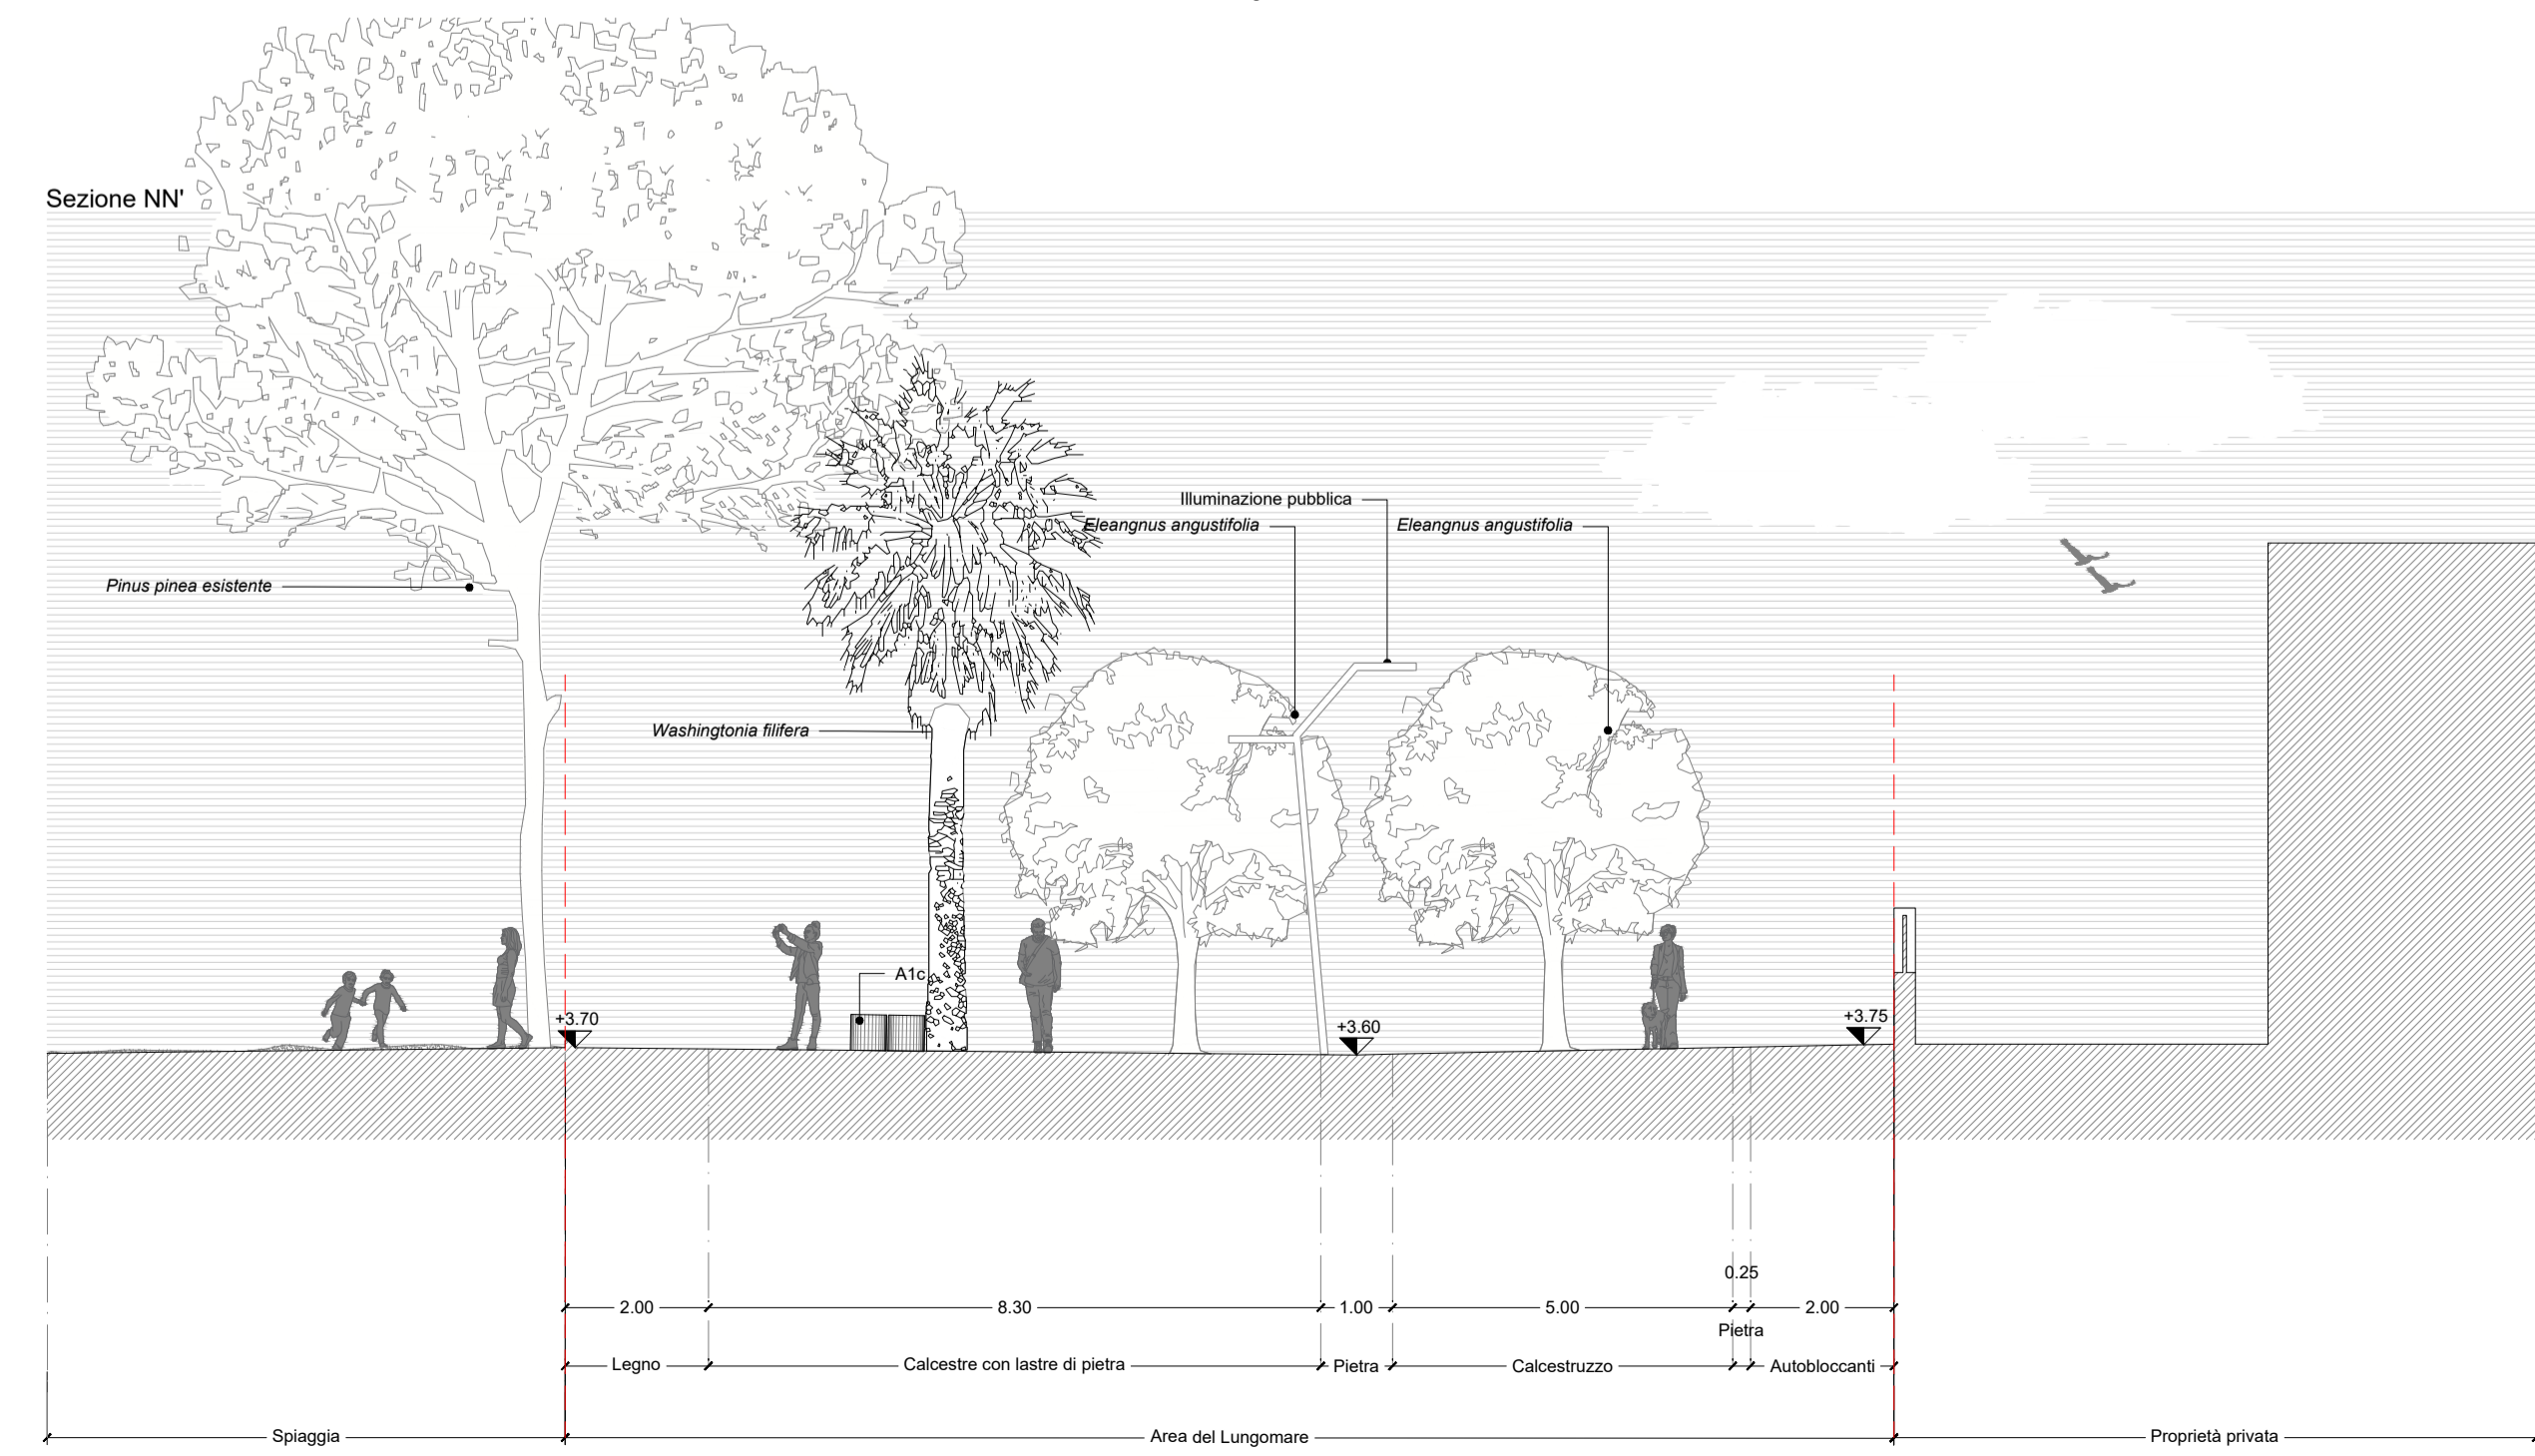 Sezione NN'
Illuminazione pubblica
Eleangnus angustifolia
Eleangnus angustifolia
Pinus pinea esistente
Washingtonia filifera
A1c
+3.70
+3.60
+3.75
0.25
2.00
8.30
1.00
5.00
2.00
Pietra
Legno
Calcestre con lastre di pietra
Pietra
Calcestruzzo
Autobloccanti
Spiaggia
Area del Lungomare
Proprietà privata